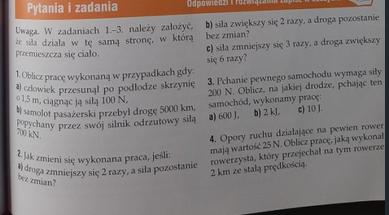 Pytania i zadania
Odpowiedzi i rozwiązania zapisz w
Uwaga. W zadaniach 1.–3. należy założyć,
że siła działa w tę samą stronę, w którą
przemieszcza się ciało.
1. Oblicz pracę wykonaną w przypadkach gdy:
a) człowiek przesunął po podłodze skrzynię
o 1,5 m, ciągnąc ją siłą 100 N,
b) samolot pasażerski przebył drogę 5000 km,
popychany przez swój silnik odrzutowy siłą
700 kN.
2. Jak zmieni się wykonana praca, jeśli:
a) droga zmniejszy się 2 razy, a siła pozostanie
bez zmian?
b) siła zwiększy się 2 razy, a droga pozostanie
bez zmian?
c) siła zmniejszy się 3 razy, a droga zwiększy
się 6 razy?
3. Pchanie pewnego samochodu wymaga siły
200 N. Oblicz, na jakiej drodze, pchając ten
samochód, wykonamy pracę:
a) 600 J, b) 2 kJ, c) 10 J.
4. Opory ruchu działające na pewien rower
mają wartość 25 N. Oblicz pracę, jaką wykonał
rowerzysta, który przejechał na tym rowerze
2 km ze stałą prędkością.